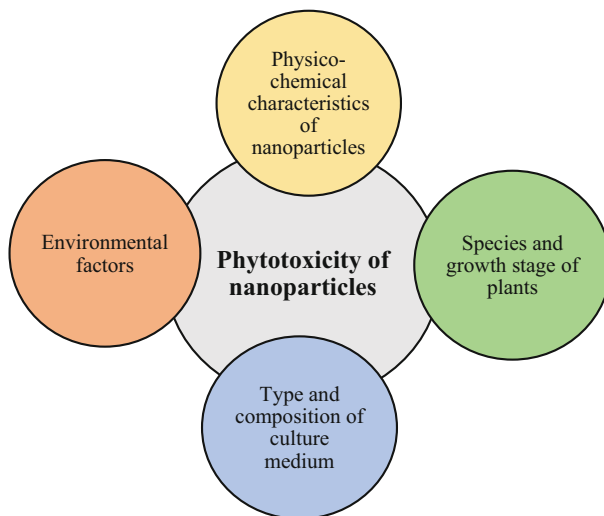 Physico-
chemical
characteristics
of
nanoparticles
Environmental
factors
Phytotoxicity of
nanoparticles
Species and
growth stage of
plants
Type and
composition of
culture
medium